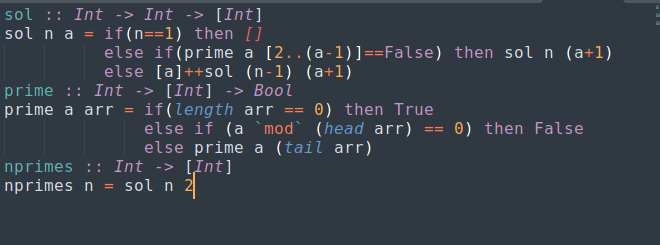 sol :: Int -> Int -> [Int]
sol n a = if(n==1) then []
          else if(prime a [2..(a-1)]==False) then sol n (a+1)
          else [a]++sol (n-1) (a+1)
prime :: Int -> [Int] -> Bool
prime a arr = if(length arr == 0) then True
              else if (a `mod` (head arr) == 0) then False
              else prime a (tail arr)
nprimes :: Int -> [Int]
nprimes n = sol n 2